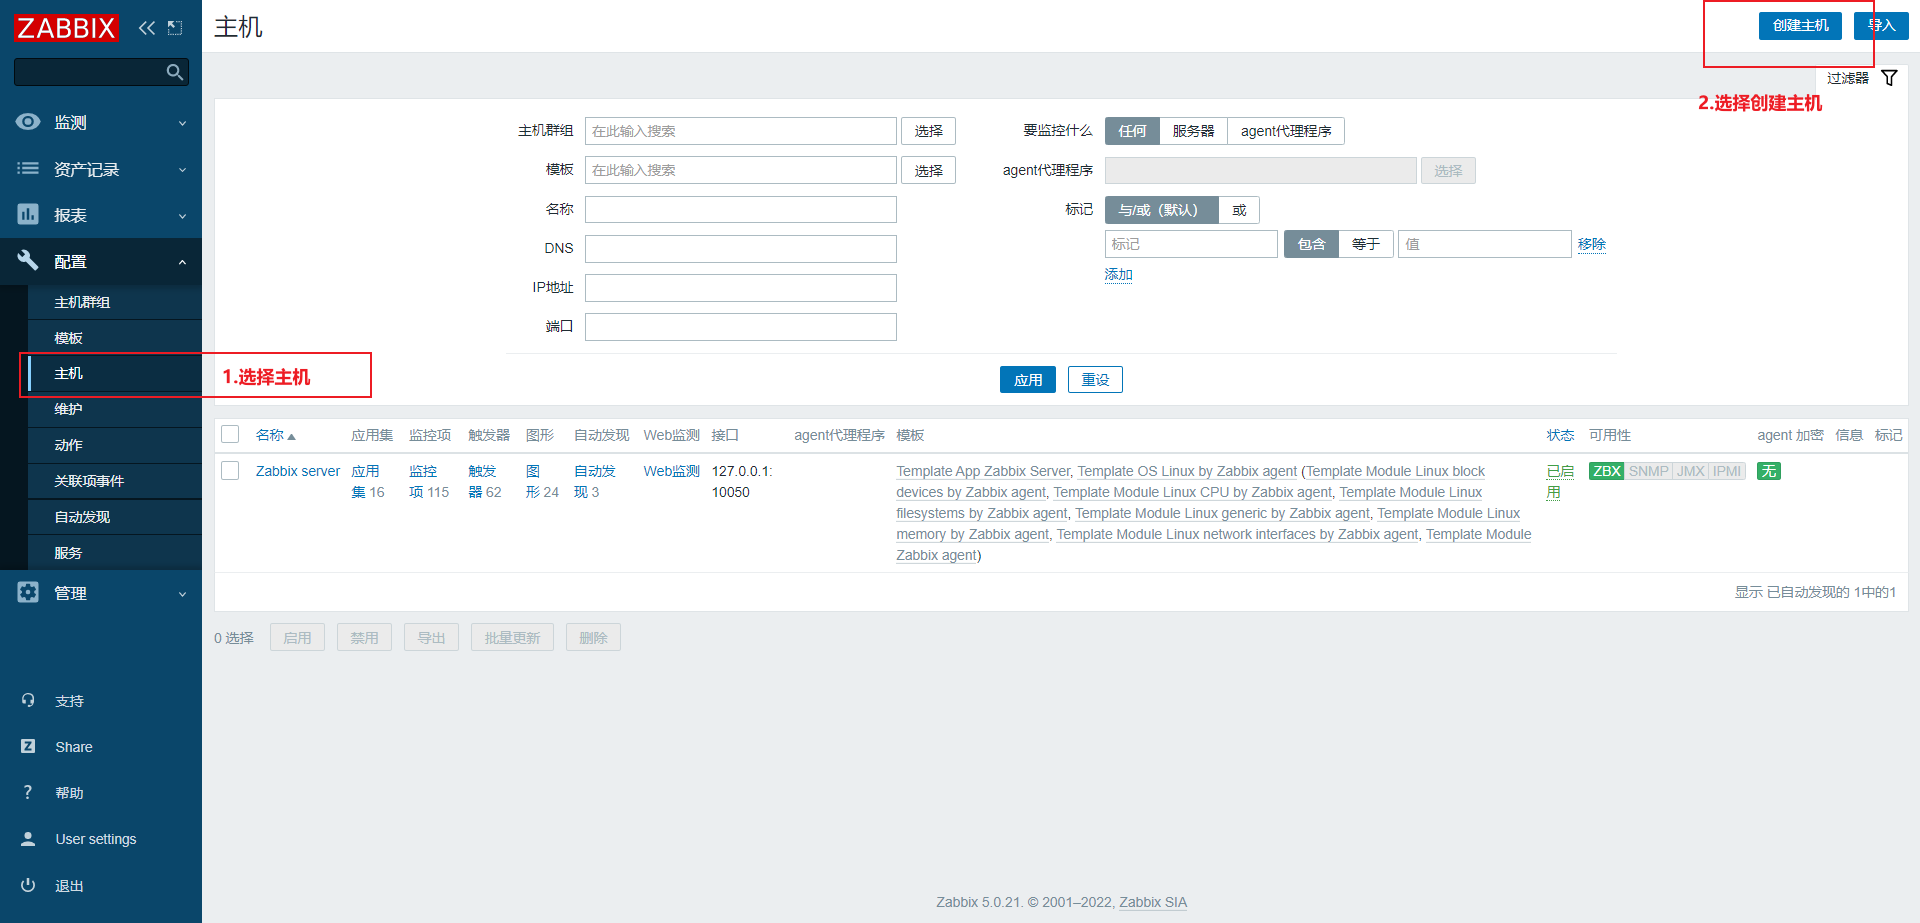 ZABBIX
监测
资产记录
报表
配置
主机群组
模板
主机
维护
动作
关联项事件
自动发现
服务
管理
支持
Share
帮助
User settings
退出
主机
创建主机 导入
过滤器
1.选择主机
2.选择创建主机
主机群组 在此输入搜索 选择
模板 在此输入搜索 选择
名称
DNS
IP地址
端口
要监控什么 任何 服务器 agent代理程序
agent代理程序 选择
标记 与/或（默认） 或
标记 包含 等于 值 移除
添加
应用 重设
名称 应用集 监控项 触发器 图形 自动发现 Web监测 接口 agent代理程序 模板 状态 可用性 agent 加密 信息 标记
Zabbix server 应用 监控 触发 图 自动发 Web监测 127.0.0.1: Template App Zabbix Server, Template OS Linux by Zabbix agent (Template Module Linux block 已启 ZBX SNMP JMX IPMI 无
集 16 项 115 器 62 形 24 现 3 10050 devices by Zabbix agent, Template Module Linux CPU by Zabbix agent, Template Module Linux 用
filesystems by Zabbix agent, Template Module Linux generic by Zabbix agent, Template Module Linux
memory by Zabbix agent, Template Module Linux network interfaces by Zabbix agent, Template Module
Zabbix agent)
显示 已自动发现的 1中的1
0 选择 启用 禁用 导出 批量更新 删除
Zabbix 5.0.21. © 2001–2022, Zabbix SIA